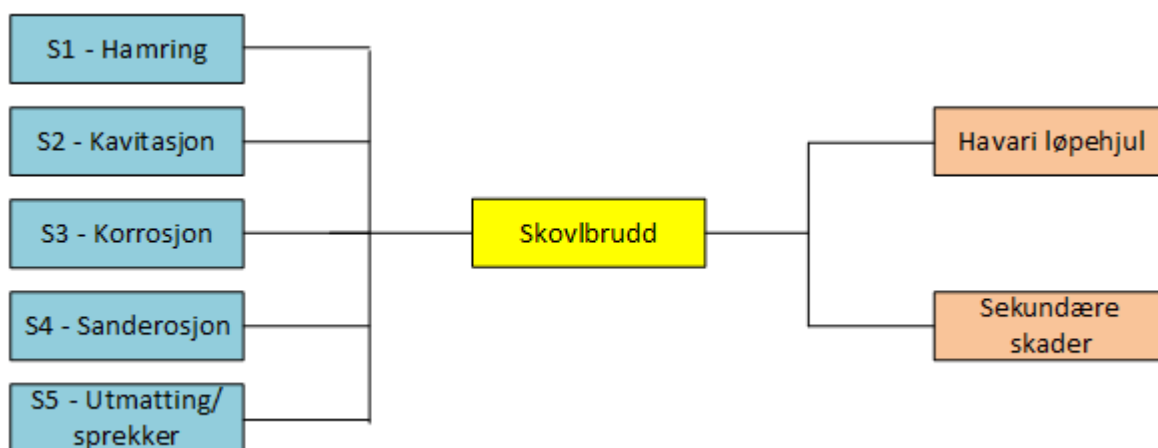 S1 - Hamring
S2 - Kavitasjon
S3 - Korrosjon
S4 - Sanderosjon
S5 - Utmatting/
sprekker
Skovlbrudd
Havari løpehjul
Sekundære
skader